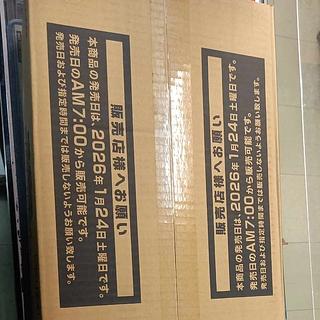 販売店様へお願い
本商品の発売日は、2026年1月24日土曜日です。
発売日のAM7:00から販売可能です。
発売日および指定時間までは販売しないようお願い致します。
販売店様へお願い
本商品の発売日は、2026年1月24日土曜日です。
発売日のAM7:00から販売可能です。
発売日および指定時間までは販売しないようお願い致します。